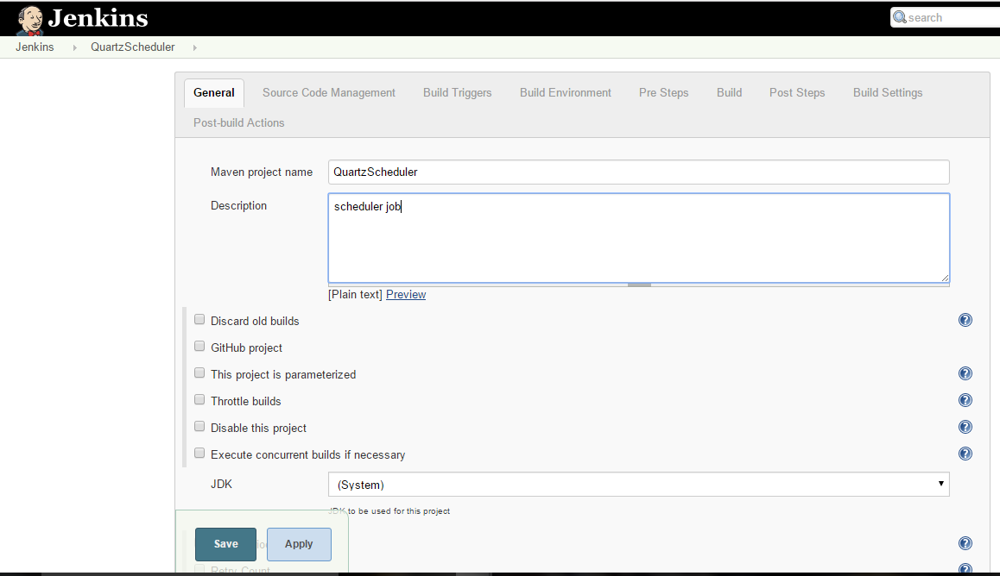 Jenkins
search
Jenkins QuartzScheduler
General Source Code Management Build Triggers Build Environment Pre Steps Build Post Steps Build Settings
Post-build Actions
Maven project name QuartzScheduler
Description scheduler job
[Plain text] Preview
Discard old builds
GitHub project
This project is parameterized
Throttle builds
Disable this project
Execute concurrent builds if necessary
JDK (System)
JDK to be used for this project
Save Apply
Retry Count